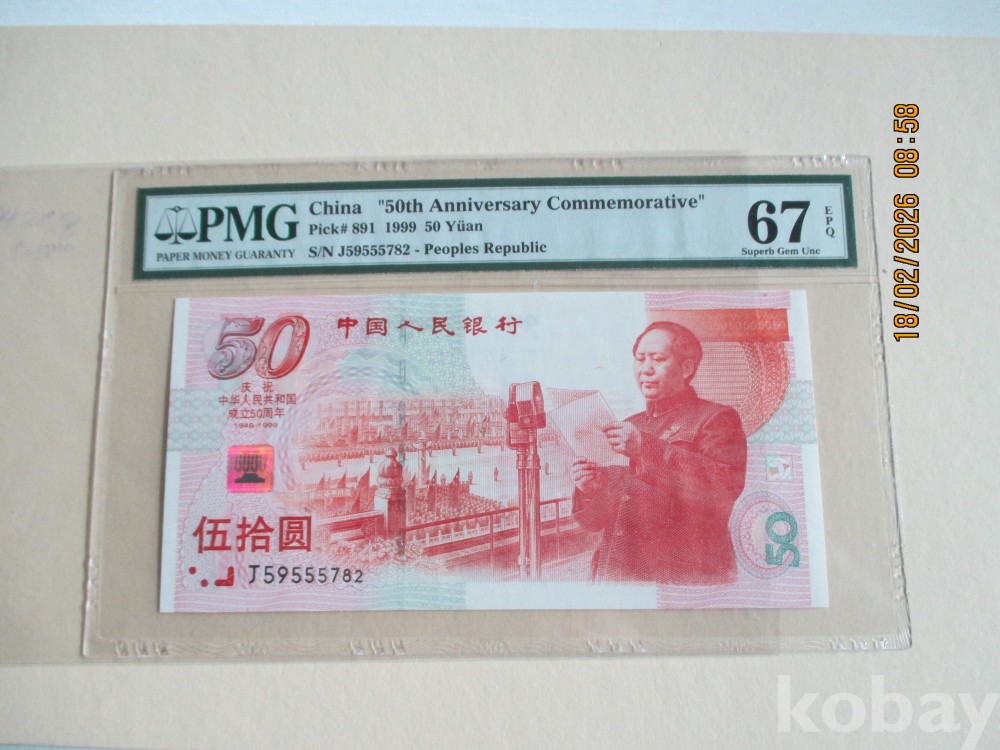 PMG
PAPER MONEY GUARANTY
China "50th Anniversary Commemorative"
Pick# 891 1999 50 Yüan
S/N J59555782 - Peoples Republic
67 EPQ
Superb Gem Unc
18/02/2026 08:58
50
中国人民银行
庆祝
中华人民共和国
成立50周年
1949-1999
伍拾圆
J59555782
50
kobay